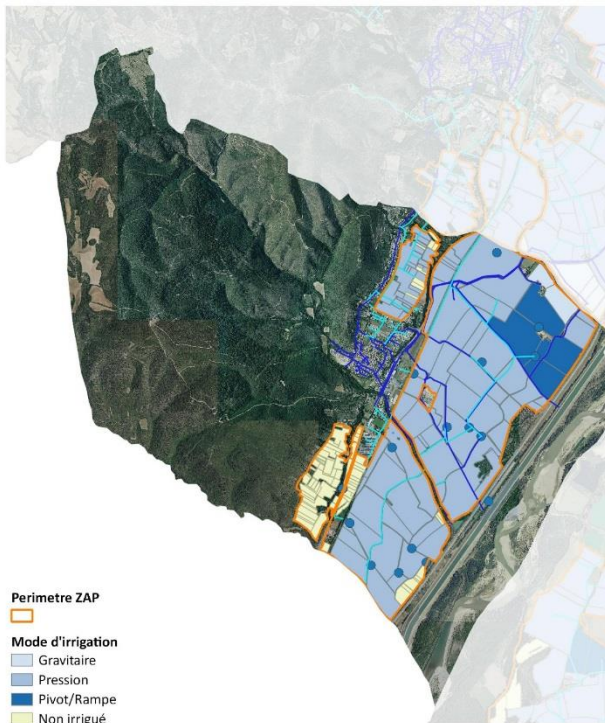 Perimetre ZAP
Mode d'irrigation
Gravitaire
Pression
Pivot/Rampe
Non irrigué